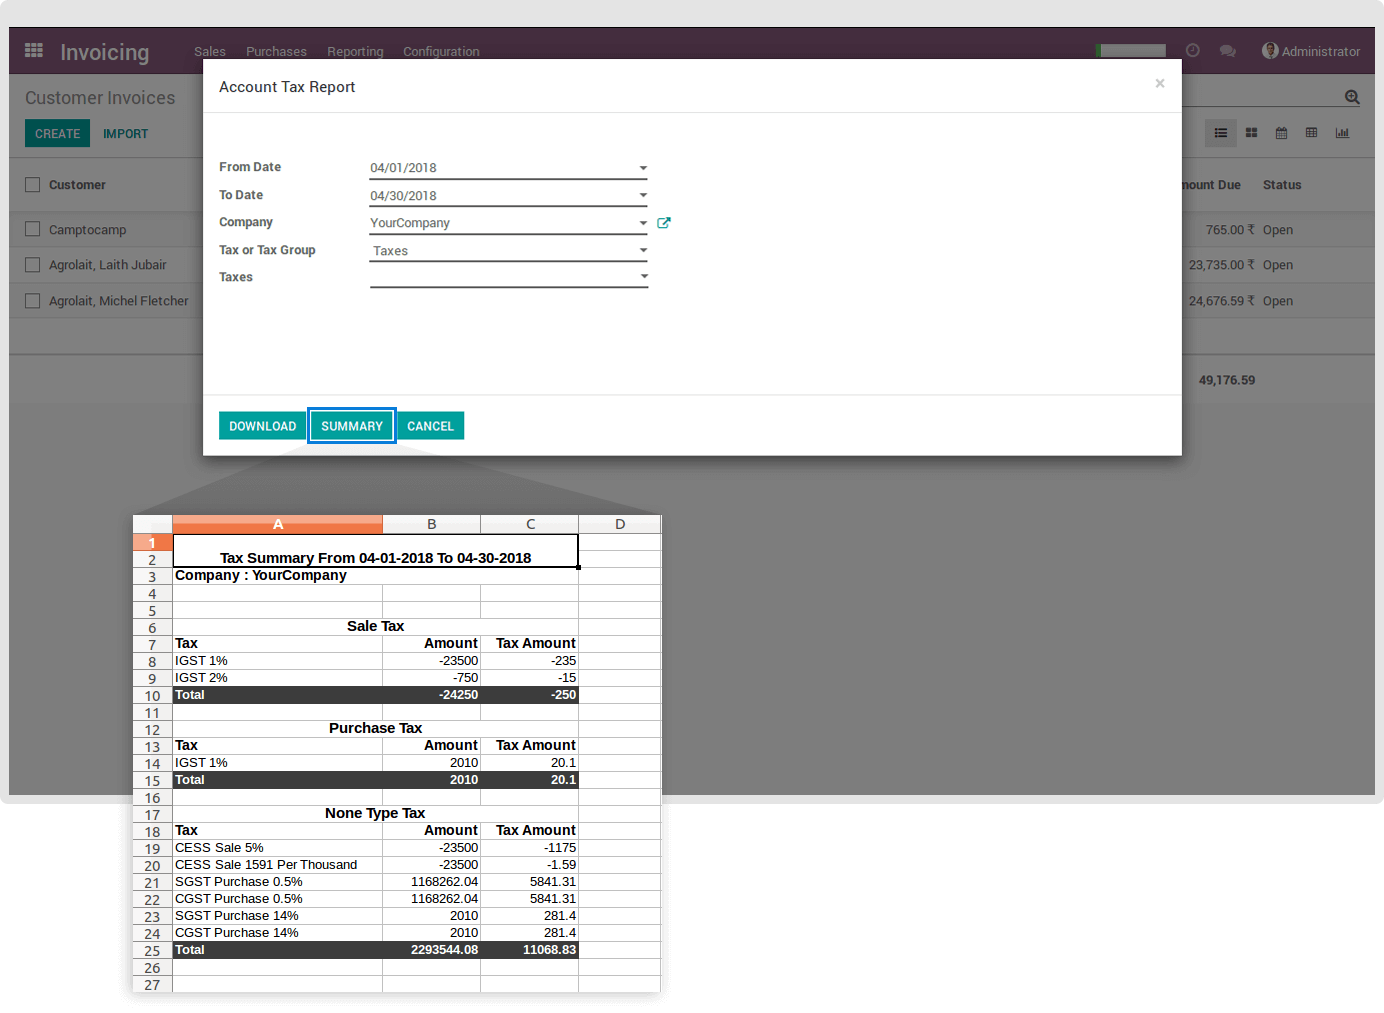 Invoicing Sales Purchases Reporting Configuration Administrator
Customer Invoices
CREATE IMPORT
Account Tax Report ×
From Date 04/01/2018
To Date 04/30/2018
Company YourCompany
Tax or Tax Group Taxes
Taxes
DOWNLOAD SUMMARY CANCEL
Customer Due Status
Camptocamp 765.00 ₹ Open
Agrolait, Laith Jubair 23,735.00 ₹ Open
Agrolait, Michel Fletcher 24,676.59 ₹ Open
49,176.59
A B C D
1
2 Tax Summary From 04-01-2018 To 04-30-2018
3 Company : YourCompany
4
5
6 Sale Tax
7 Tax Amount Tax Amount
8 IGST 1% -23500 -235
9 IGST 2% -750 -15
10 Total -24250 -250
11
12 Purchase Tax
13 Tax Amount Tax Amount
14 IGST 1% 2010 20.1
15 Total 2010 20.1
16
17 None Type Tax
18 Tax Amount Tax Amount
19 CESS Sale 5% -23500 -1175
20 CESS Sale 1591 Per Thousand -23500 -1.59
21 SGST Purchase 0.5% 1168262.04 5841.31
22 CGST Purchase 0.5% 1168262.04 5841.31
23 SGST Purchase 14% 2010 281.4
24 CGST Purchase 14% 2010 281.4
25 Total 2293544.08 11068.83
26
27